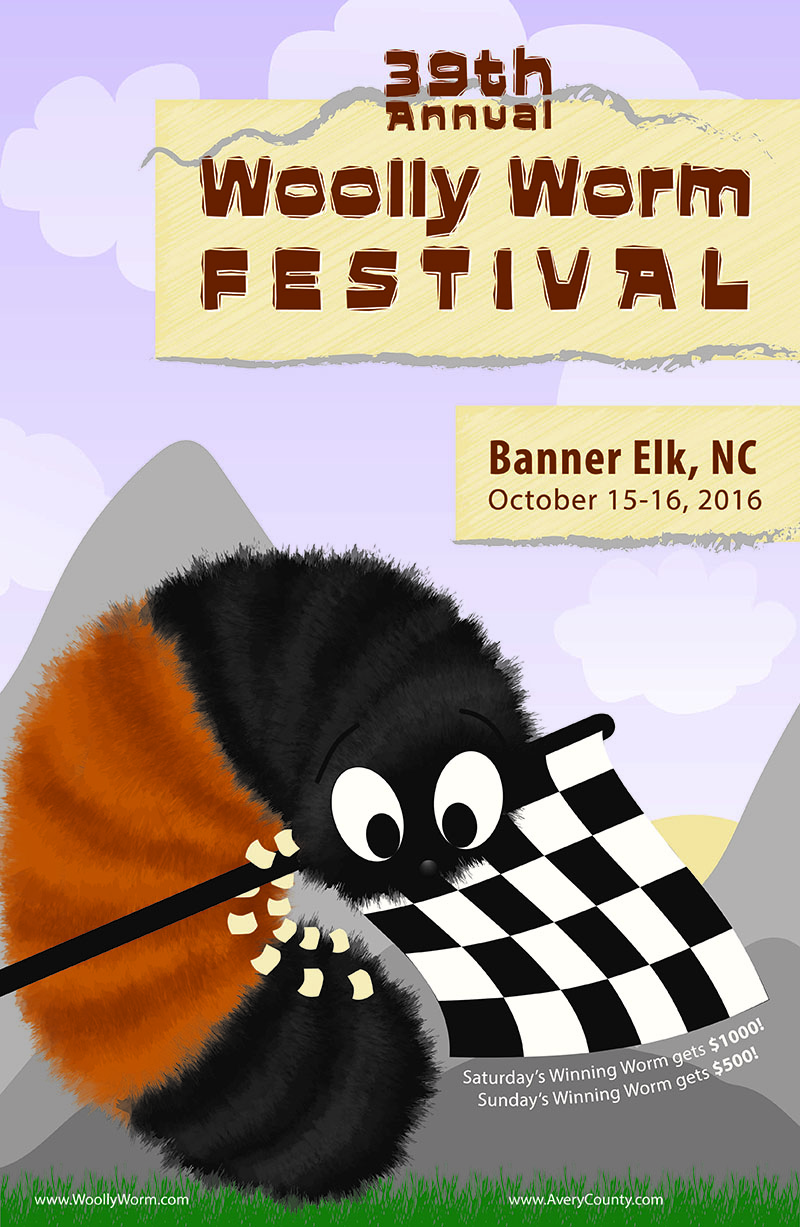 39th
Annual
Woolly Worm
FESTIVAL
Banner Elk, NC
October 15-16, 2016
Saturday's Winning Worm gets $1000!
Sunday's Winning Worm gets $500!
www.WoollyWorm.com
www.AveryCounty.com